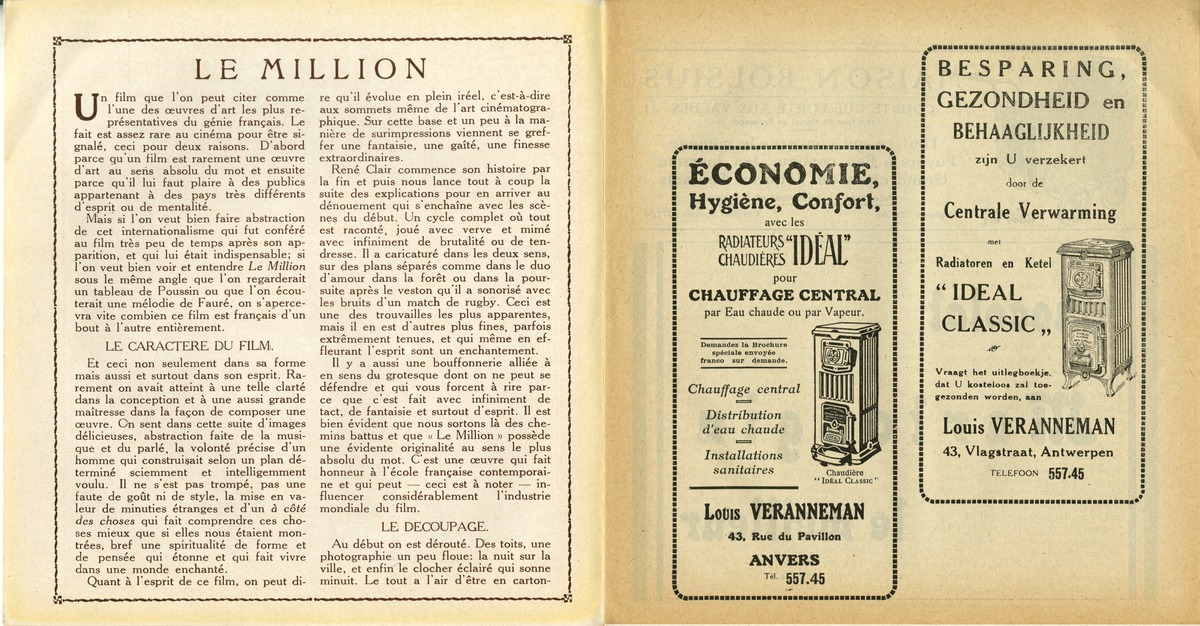 LE MILLION
Un film que l'on peut citer comme
l'une des œuvres d'art les plus re-
présentatives du génie français. Le
fait est assez rare au cinéma pour être si-
gnalé, ceci pour deux raisons. D'abord
parce qu'un film est rarement une œuvre
d'art au sens absolu du mot et ensuite
parce qu'il lui faut plaire à des publics
appartenant à des pays très différents
d'esprit ou de mentalité.
Mais si l'on veut bien faire abstraction
de cet internationalisme qui fut conféré
au film très peu de temps après son ap-
parition, et qui lui était indispensable; si
l'on veut bien voir et entendre Le Million
sous le même angle que l'on regarderait
un tableau de Poussin ou que l'on écou-
terait une mélodie de Fauré, on s'aperce-
vra vite combien ce film est français d'un
bout à l'autre entièrement.
LE CARACTERE DU FILM.
Et ceci non seulement dans sa forme
mais aussi et surtout dans son esprit. Ra-
rement on avait atteint à une telle clarté
dans la conception et à une aussi grande
maîtresse dans la façon de composer une
œuvre. On sent dans cette suite d'images
délicieuses, abstraction faite de la musi-
que et du parlé, la volonté précise d'un
homme qui construisait selon un plan dé-
terminé sciemment et intelligemment
voulu. Il ne s'est pas trompé, pas une
faute de goût ni de style, la mise en va-
leur de minuties étranges et d'un à côté
des choses qui fait comprendre ces cho-
ses mieux que si elles nous étaient mon-
trées, bref une spiritualité de forme et
de pensée qui étonne et qui fait vivre
dans une monde enchanté.
Quant à l'esprit de ce film, on peut di-
re qu'il évolue en plein iréel, c'est-à-dire
aux sommets même de l'art cinématogra-
phique. Sur cette base et un peu à la ma-
nière de surimpressions viennent se gref-
fer une fantaisie, une gaîté, une finesse
extraordinaires.
René Clair commence son histoire par
la fin et puis nous lance tout à coup la
suite des explications pour en arriver au
dénouement qui s'enchaîne avec les scè-
nes du début. Un cycle complet où tout
est raconté, joué avec verve et mimé
avec infiniment de brutalité ou de ten-
dresse. Il a caricaturé dans les deux sens,
sur des plans séparés comme dans le duo
d'amour dans la forêt ou dans la pour-
suite après le veston qu'il a sonorisé avec
les bruits d'un match de rugby. Ceci est
une des trouvailles les plus apparentes,
mais il en est d'autres plus fines, parfois
extrêmement tenues, et qui même en ef-
fleurant l'esprit sont un enchantement.
Il y a aussi une bouffonnerie alliée à
en sens du grotesque dont on ne peut se
défendre et qui vous forcent à rire par-
ce que c'est fait avec infiniment de
tact, de fantaisie et surtout d'esprit. Il est
bien évident que nous sortons là des che-
mins battus et que « Le Million » possède
une évidente originalité au sens le plus
absolu du mot. C'est une œuvre qui fait
honneur à l'école française contemporai-
ne et qui peut — ceci est à noter — in-
fluencer considérablement l'industrie
mondiale du film.
LE DECOUPAGE.
Au début on est dérouté. Des toits, une
photographie un peu floue: la nuit sur la
ville, et enfin le clocher éclairé qui sonne
minuit. Le tout a l'air d'être en carton-
ÉCONOMIE,
Hygiène, Confort,
avec les
RADIATEURS
CHAUDIÈRES "IDÉAL"
pour
CHAUFFAGE CENTRAL
par Eau chaude ou par Vapeur.
Demandez la Brochure
spéciale envoyée
franco sur demande.
Chauffage central
Distribution
d'eau chaude
Installations
sanitaires
Chaudière
"IDÉAL CLASSIC"
Louis VERANNEMAN
43, Rue du Pavillon
ANVERS
Tél. 557.45
BESPARING,
GEZONDHEID en
BEHAAGLIJKHEID
zijn U verzekert
door de
Centrale Verwarming
met
Radiatoren en Ketel
" IDEAL
CLASSIC „
Vraagt het uitlegboekje,
dat U kosteloos zal toe-
gezonden worden, aan
Louis VERANNEMAN
43, Vlagstraat, Antwerpen
TELEFOON 557.45